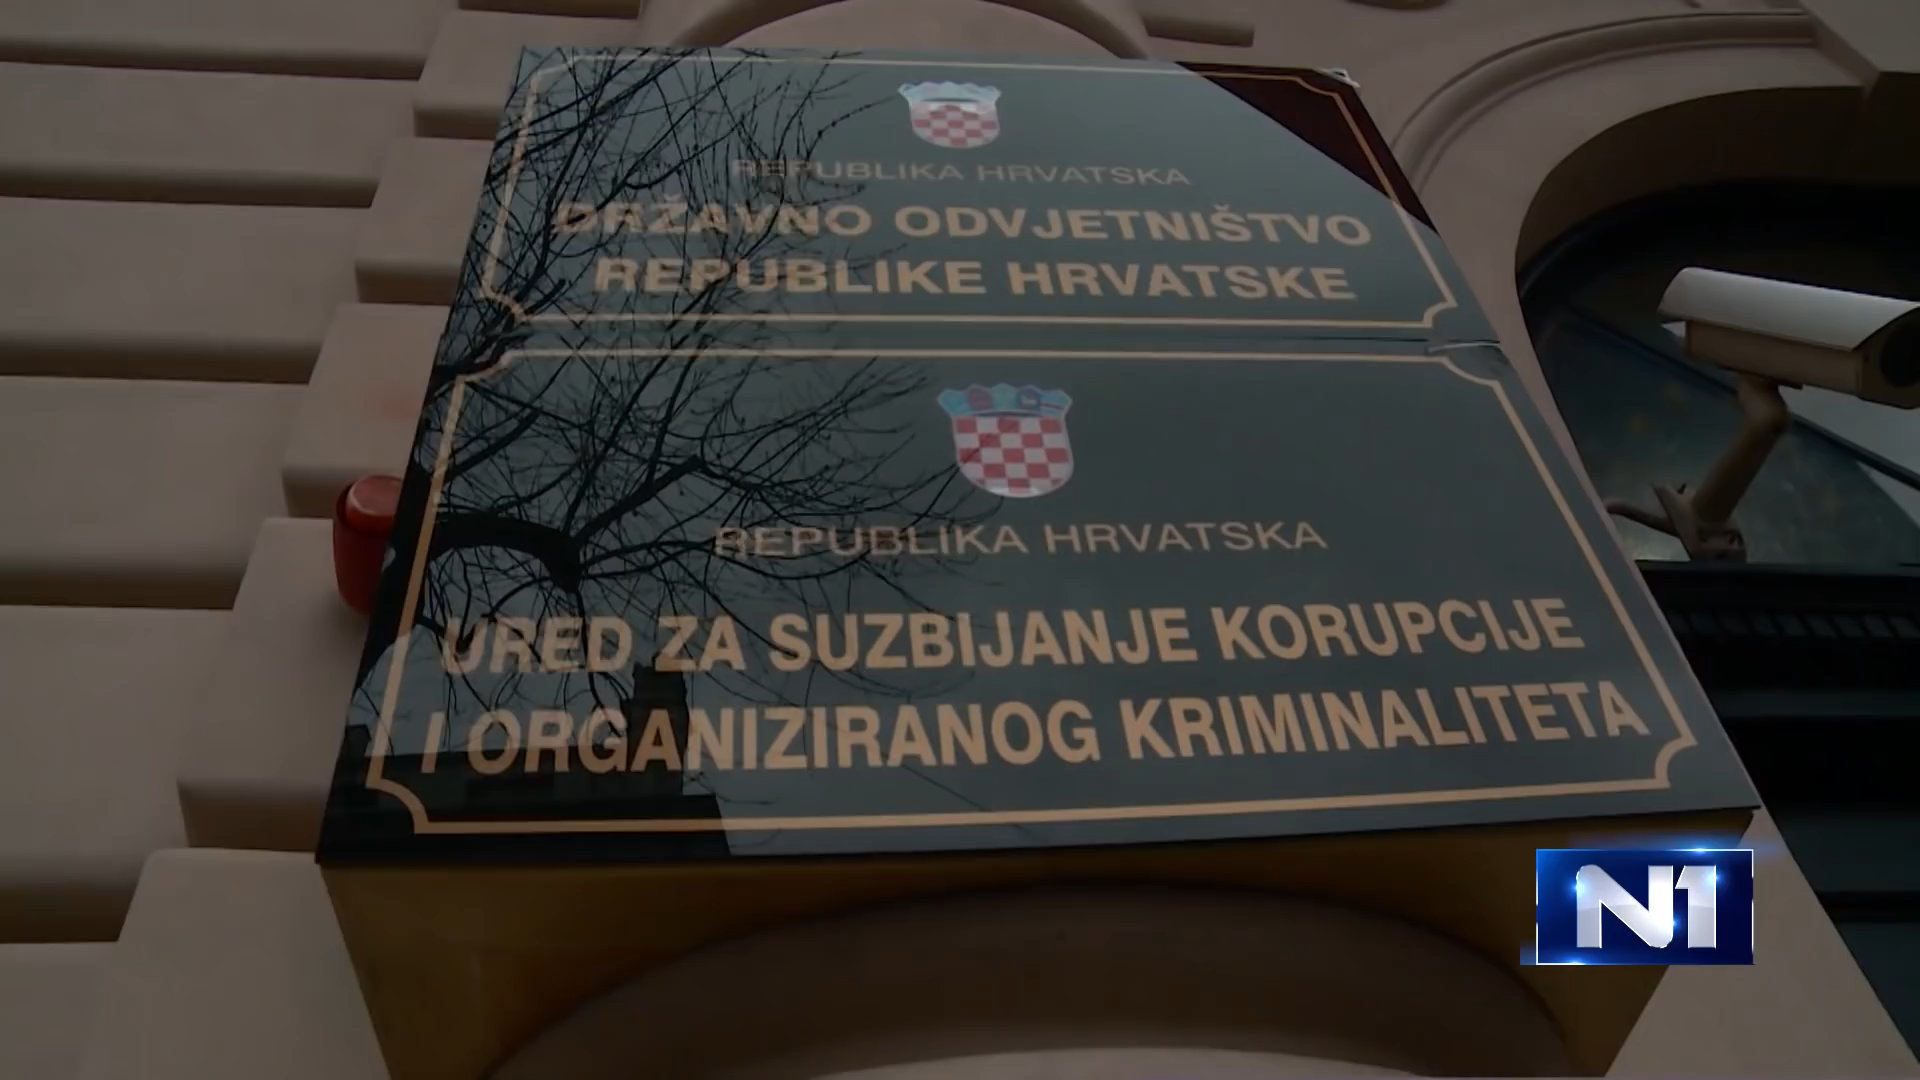 REPUBLIKA HRVATSKA
DRŽAVNO ODVJETNIŠTVO
REPUBLIKE HRVATSKE
REPUBLIKA HRVATSKA
URED ZA SUZBIJANJE KORUPCIJE
I ORGANIZIRANOG KRIMINALITETA
N1